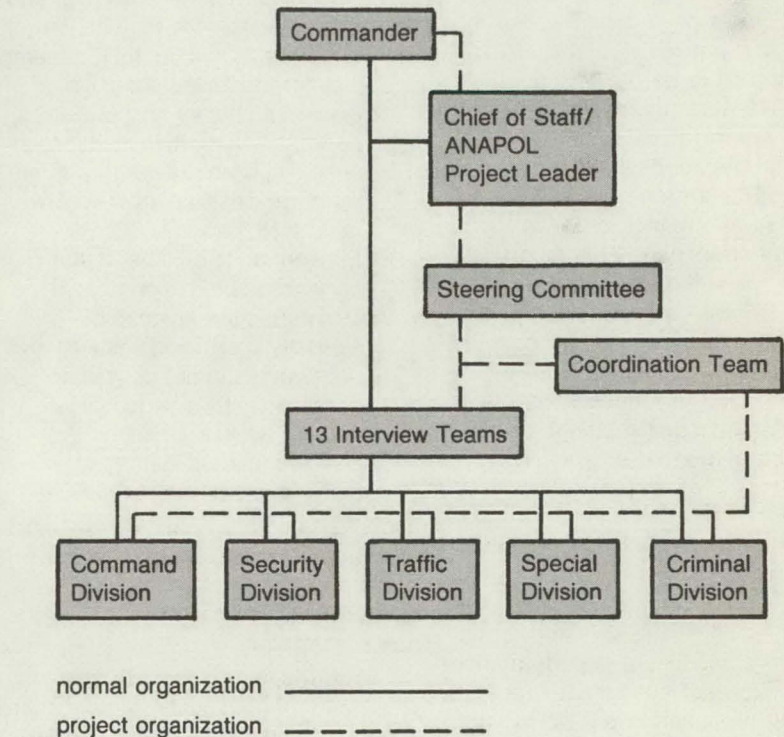 Commander
Chief of Staff/
ANAPOL
Project Leader
Steering Committee
Coordination Team
13 Interview Teams
Command
Division
Security
Division
Traffic
Division
Special
Division
Criminal
Division
normal organization
project organization